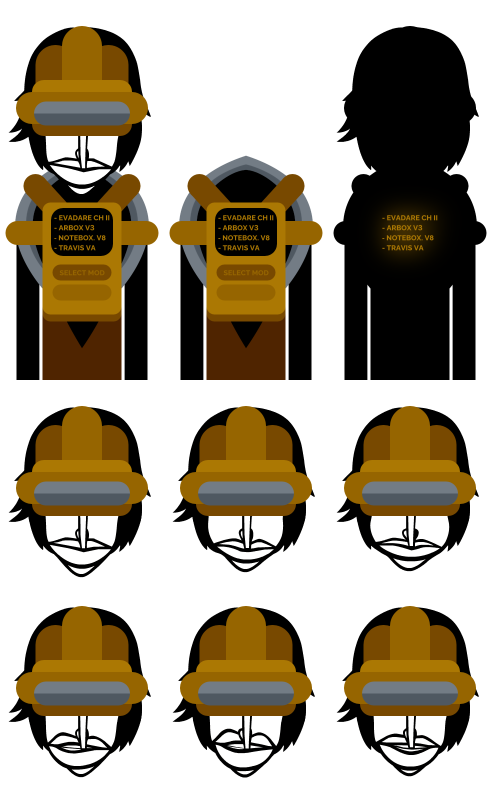 - EVADARE CH II
- ARBOX V3
- NOTEBOX. V8
- TRAVIS VA
SELECT MOD
- EVADARE CH II
- ARBOX V3
- NOTEBOX. V8
- TRAVIS VA
SELECT MOD
- EVADARE CH II
- ARBOX V3
- NOTEBOX. V8
- TRAVIS VA